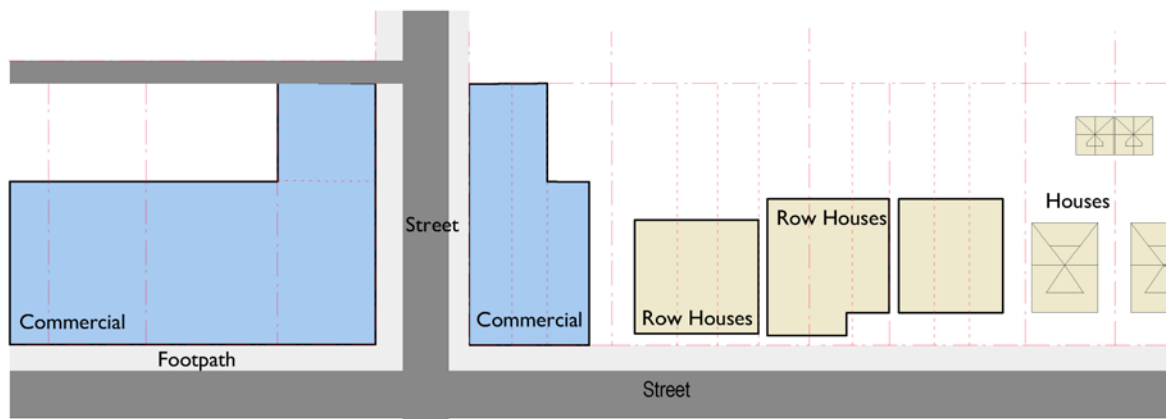 Houses
Row Houses
Street
Commercial
Commercial
Row Houses
Footpath
Street